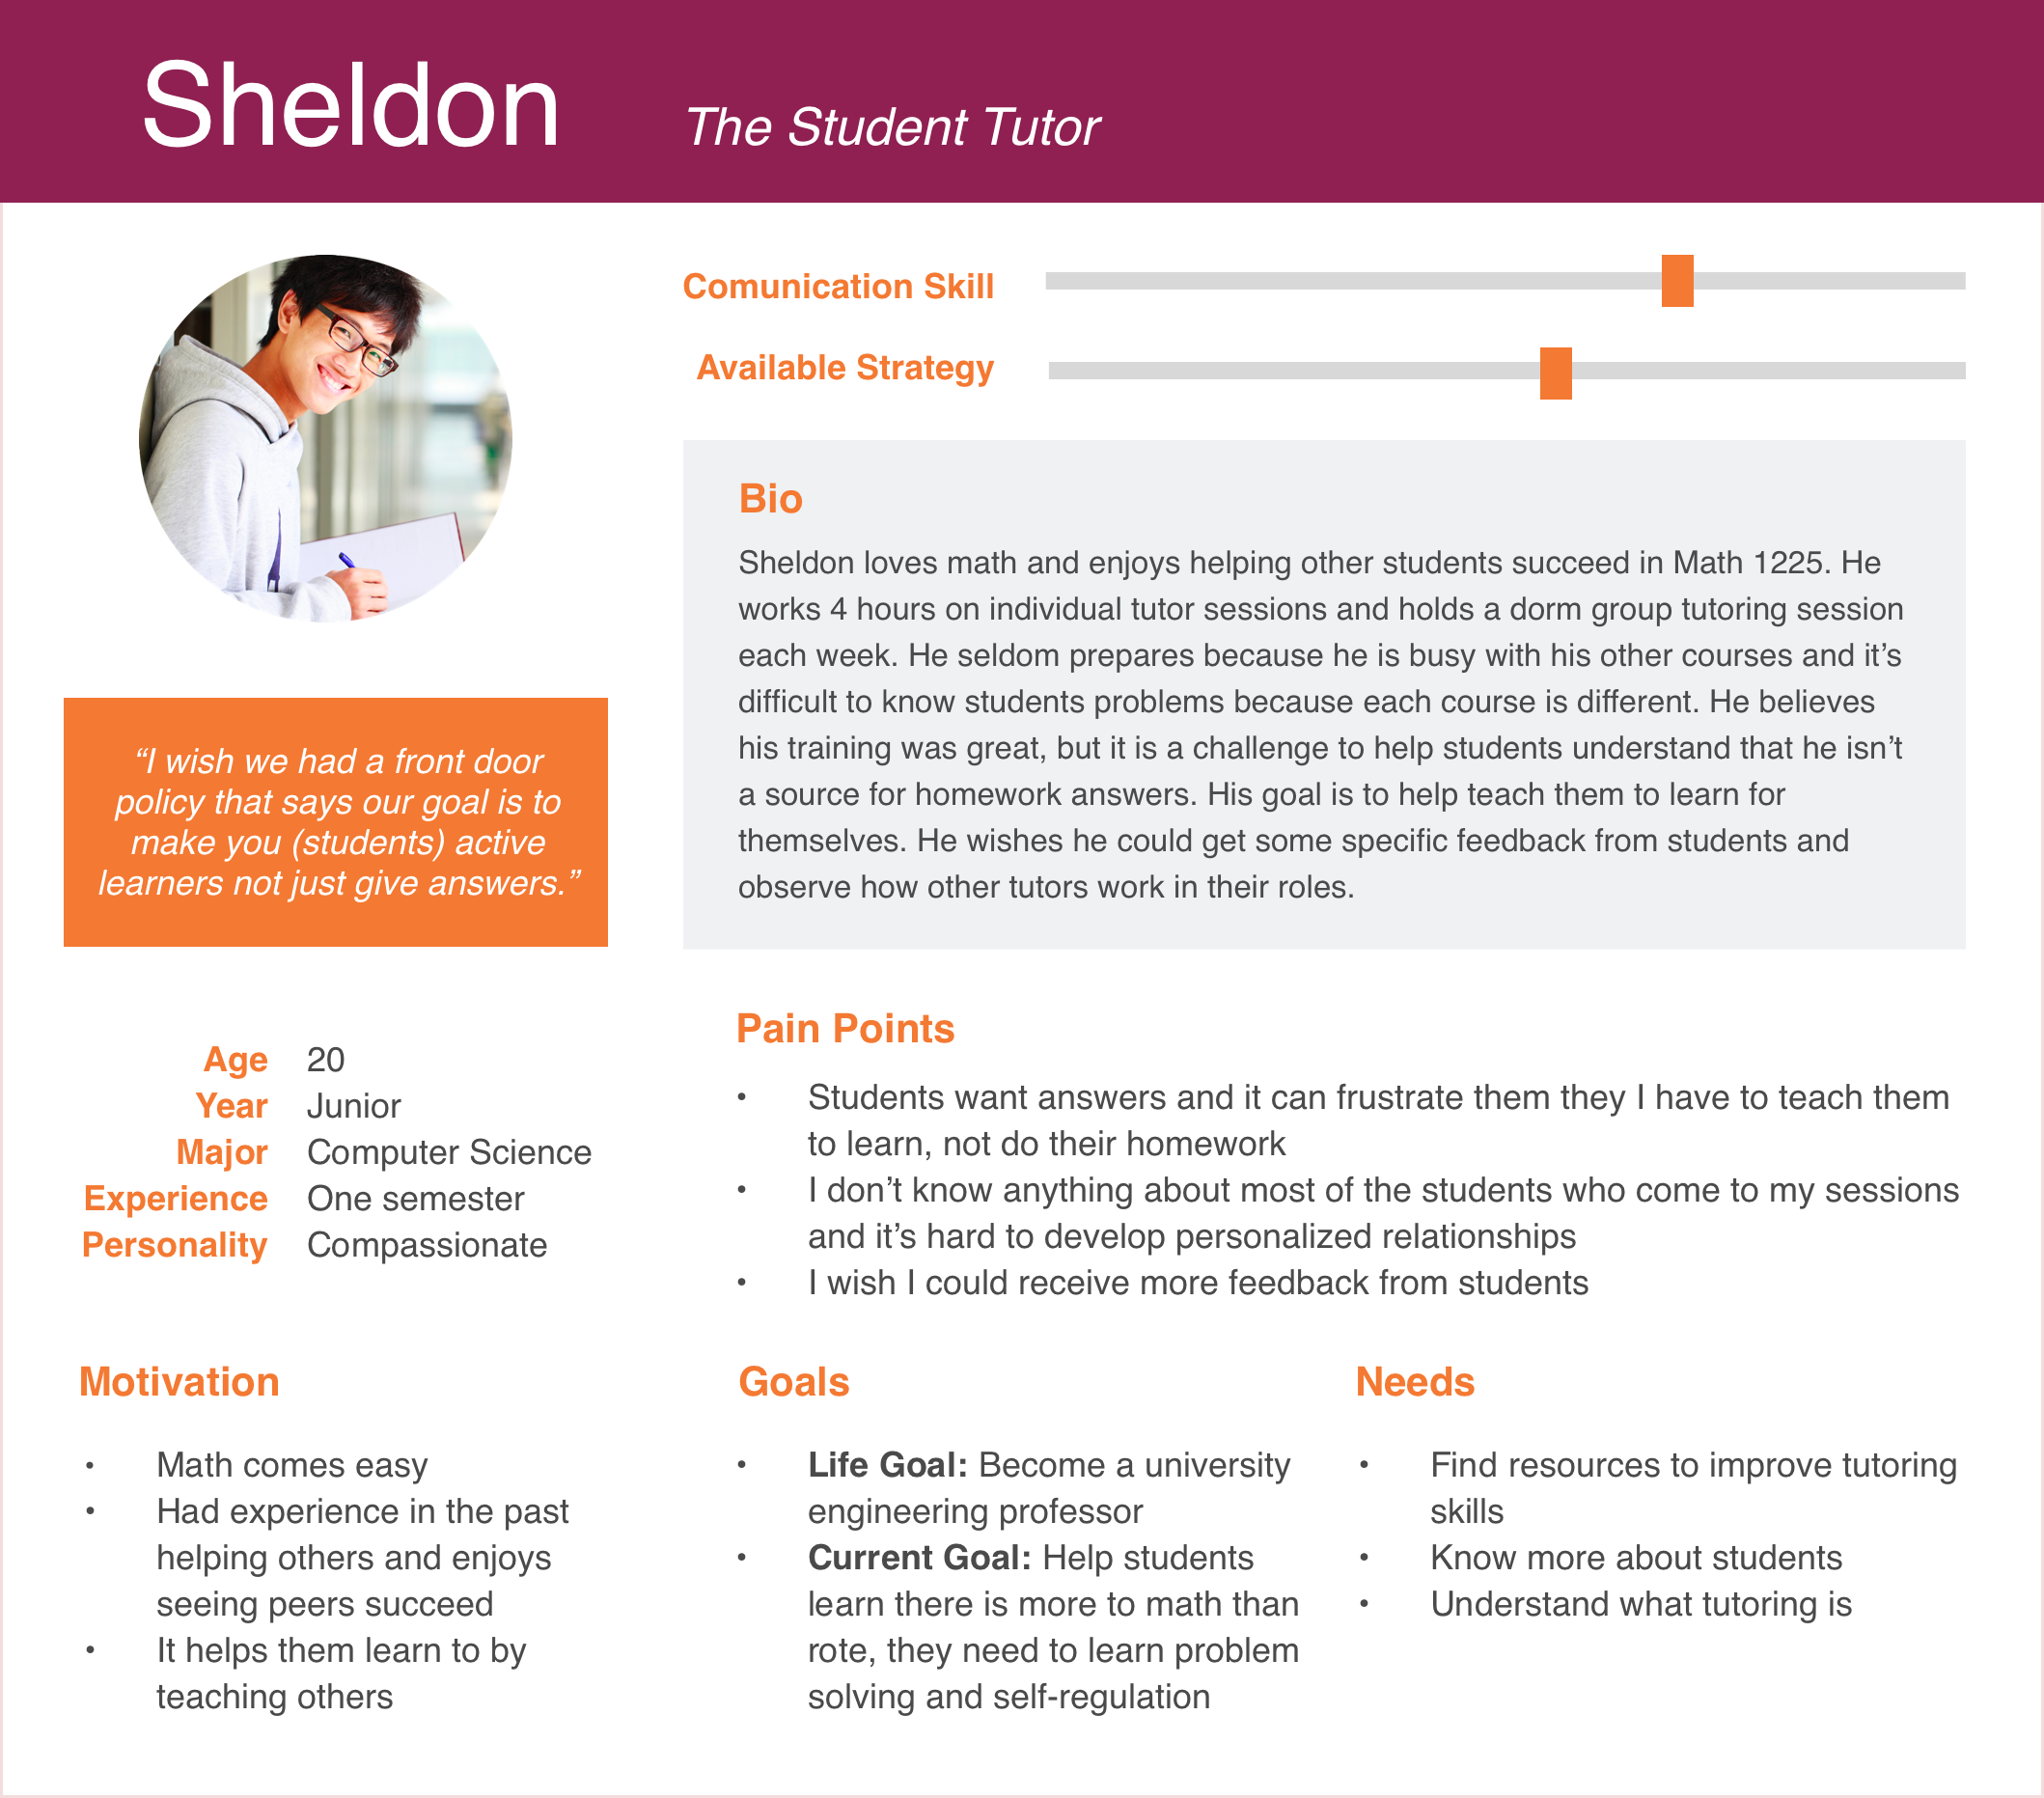 Sheldon
The Student Tutor
Comunication Skill
Available Strategy
Bio
Sheldon loves math and enjoys helping other students succeed in Math 1225. He
works 4 hours on individual tutor sessions and holds a dorm group tutoring session
each week. He seldom prepares because he is busy with his other courses and it’s
difficult to know students problems because each course is different. He believes
his training was great, but it is a challenge to help students understand that he isn’t
a source for homework answers. His goal is to help teach them to learn for
themselves. He wishes he could get some specific feedback from students and
observe how other tutors work in their roles.
“I wish we had a front door
policy that says our goal is to
make you (students) active
learners not just give answers.”
Age 20
Year Junior
Major Computer Science
Experience One semester
Personality Compassionate
Pain Points
• Students want answers and it can frustrate them they I have to teach them
to learn, not do their homework
• I don’t know anything about most of the students who come to my sessions
and it’s hard to develop personalized relationships
• I wish I could receive more feedback from students
Motivation
• Math comes easy
• Had experience in the past
helping others and enjoys
seeing peers succeed
• It helps them learn to by
teaching others
Goals
• Life Goal: Become a university
engineering professor
• Current Goal: Help students
learn there is more to math than
rote, they need to learn problem
solving and self-regulation
Needs
• Find resources to improve tutoring
skills
• Know more about students
• Understand what tutoring is